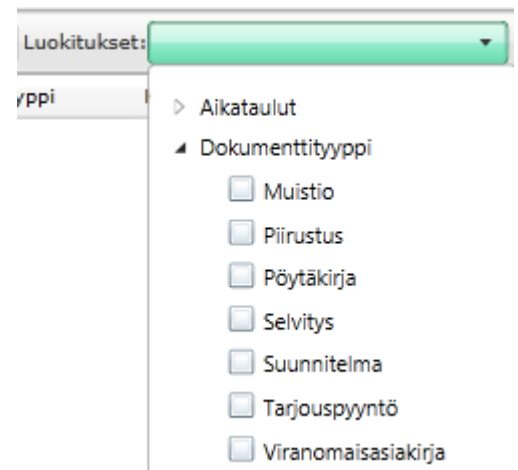 Luokitukset:
yppi
Aikataulut
Dokumenttityyppi
Muistio
Piirustus
Pöytäkirja
Selvitys
Suunnitelma
Tarjouspyyntö
Viranomaisasiakirja